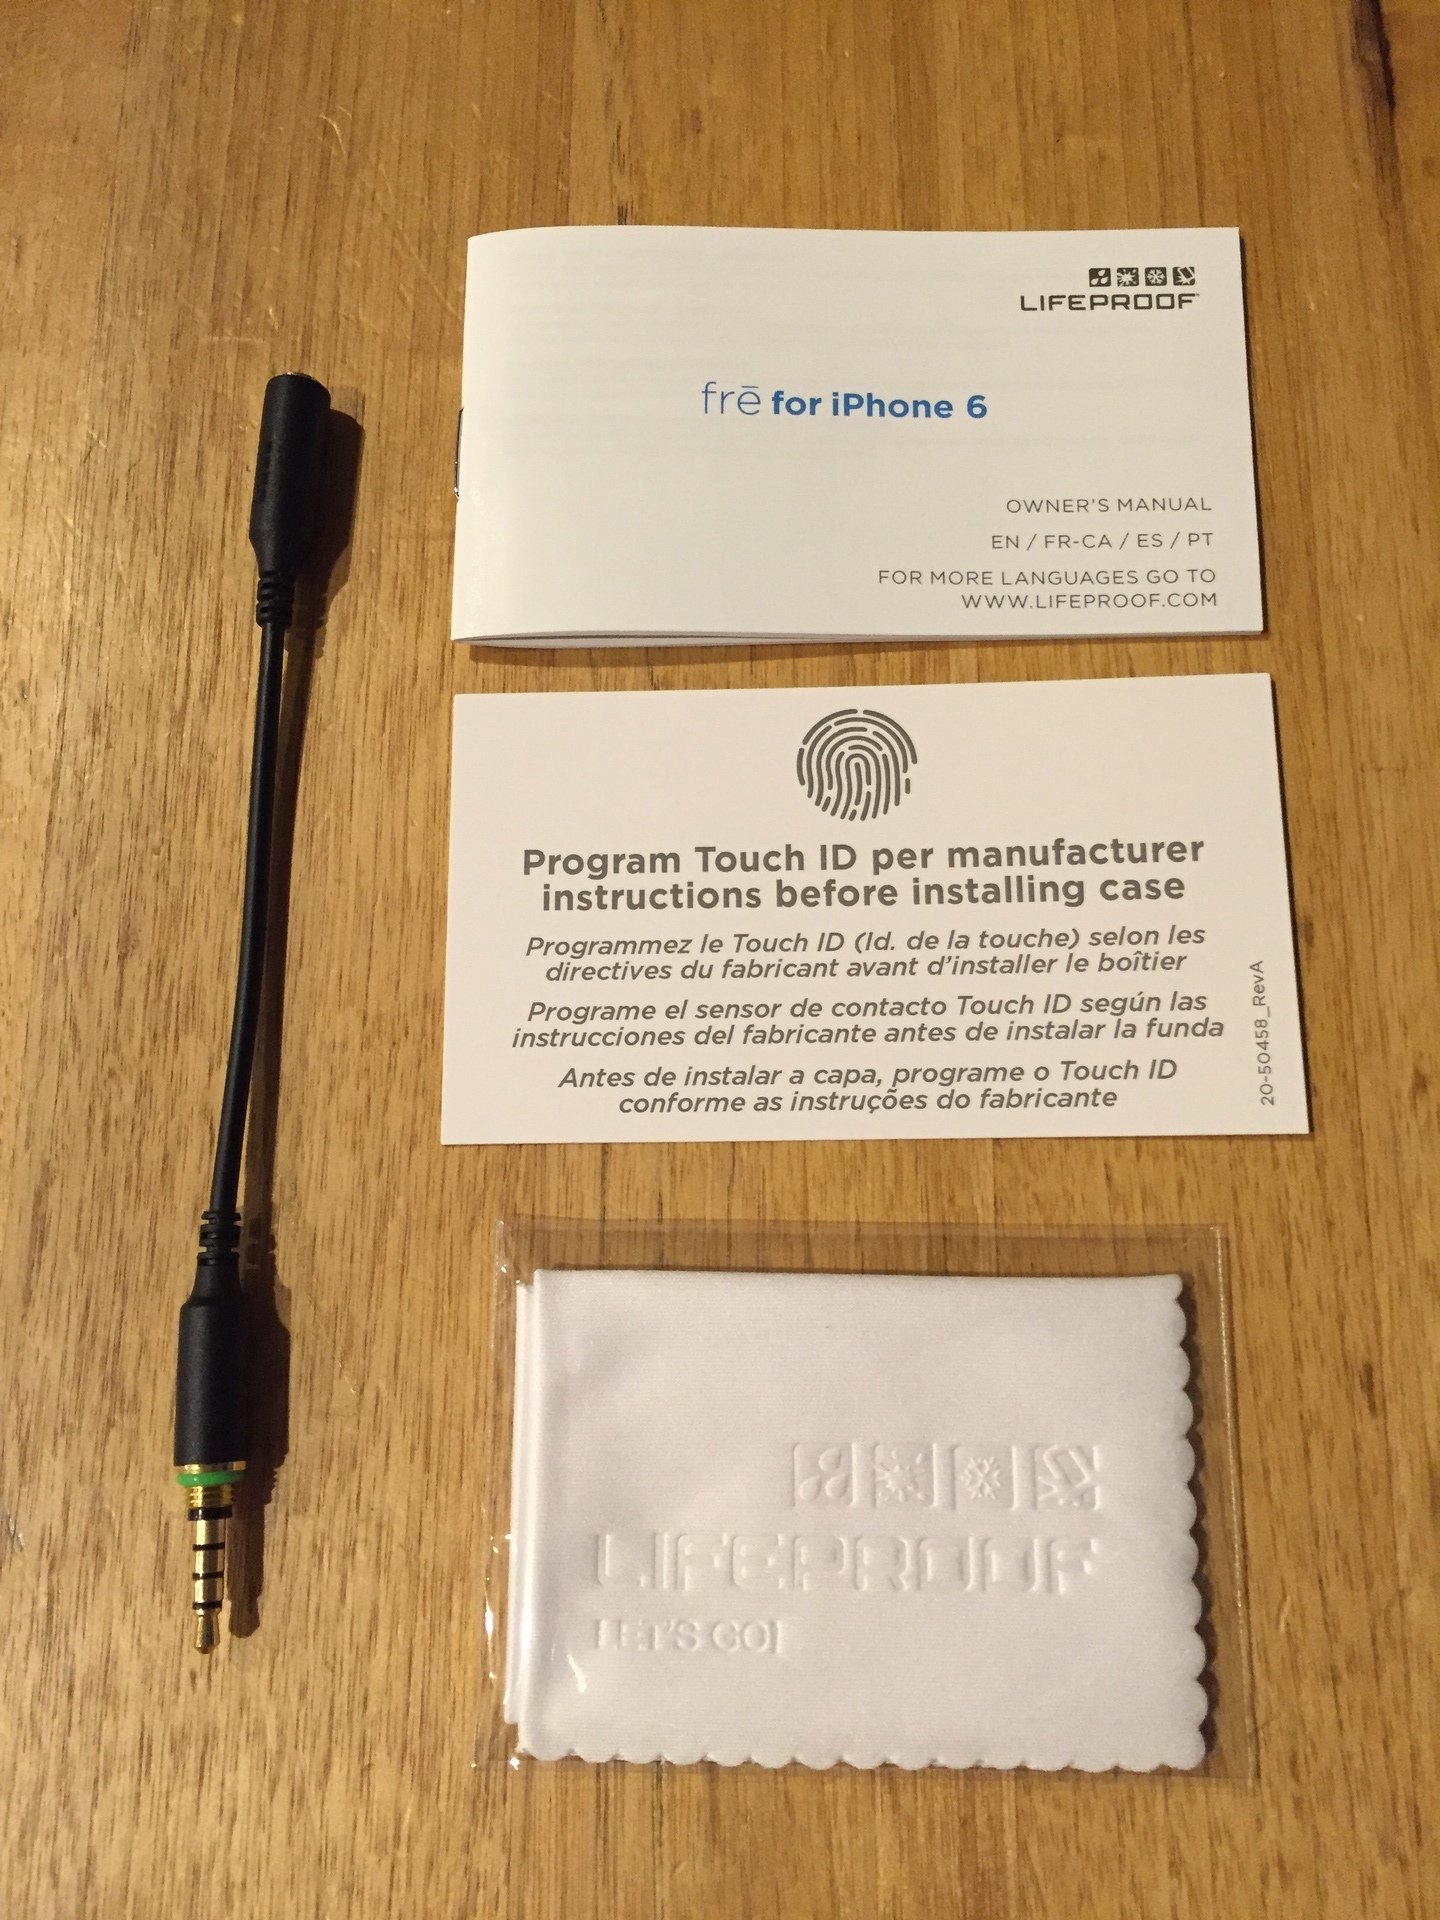 LIFEPROOF
frē for iPhone 6
OWNER'S MANUAL
EN / FR-CA / ES / PT
FOR MORE LANGUAGES GO TO
WWW.LIFEPROOF.COM
Program Touch ID per manufacturer
instructions before installing case
Programmez le Touch ID (Id. de la touche) selon les
directives du fabricant avant d'installer le boîtier
Programe el sensor de contacto Touch ID según las
instrucciones del fabricante antes de instalar la funda
Antes de instalar a capa, programe o Touch ID
conforme as instruções do fabricante
20-50458_RevA
LIFEPROOF
LET'S GO!